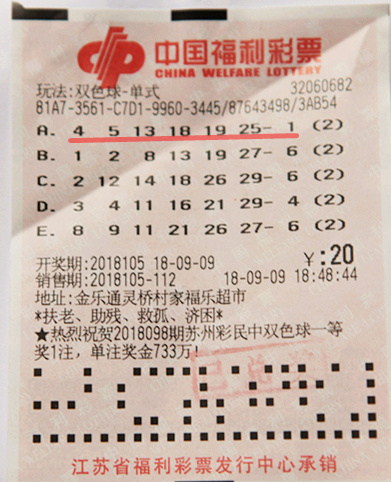 中国福利彩票
CHINA WELFARE LOTTERY
玩法:双色球-单式 32060682
81A7-3561-C7D1-9960-3445/87643498/3AB54
A. 4 5 13 18 19 25- 1 (2)
B. 1 2 8 13 19 27- 6 (2)
C. 2 12 14 18 26 29- 6 (2)
D. 3 4 11 16 21 29- 4 (2)
E. 8 9 11 21 26 27- 6 (2)
开奖期:2018105 18-09-09 ¥:20
销售期:2018105-112 18-09-09 18:48:44
地址:金乐通灵桥村家福乐超市
*扶老、助残、救孤、济困*
★热烈祝贺2018098期苏州彩民中双色球一等
奖1注,单注奖金733万!
已兑奖
江苏省福利彩票发行中心承销